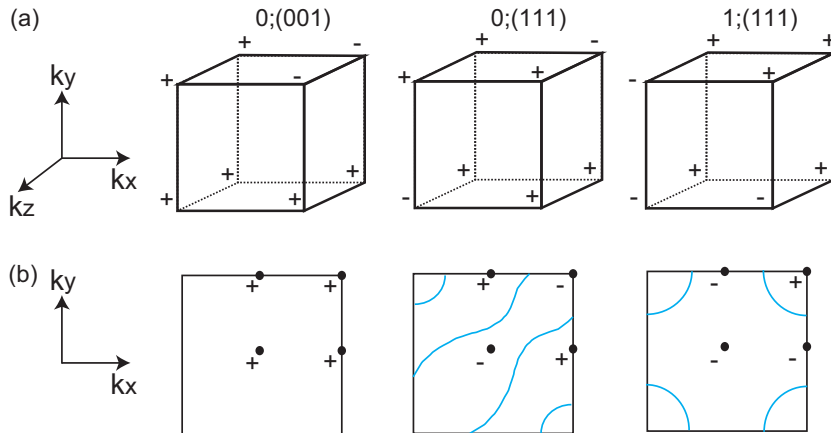 (a) 0;(001) 0;(111) 1;(111)
+ - + - + +
ky + - + + - +
+ + + + + +
kx
kz + + - + - -
(b)
ky + + + - - +
+ + - + - -
kx